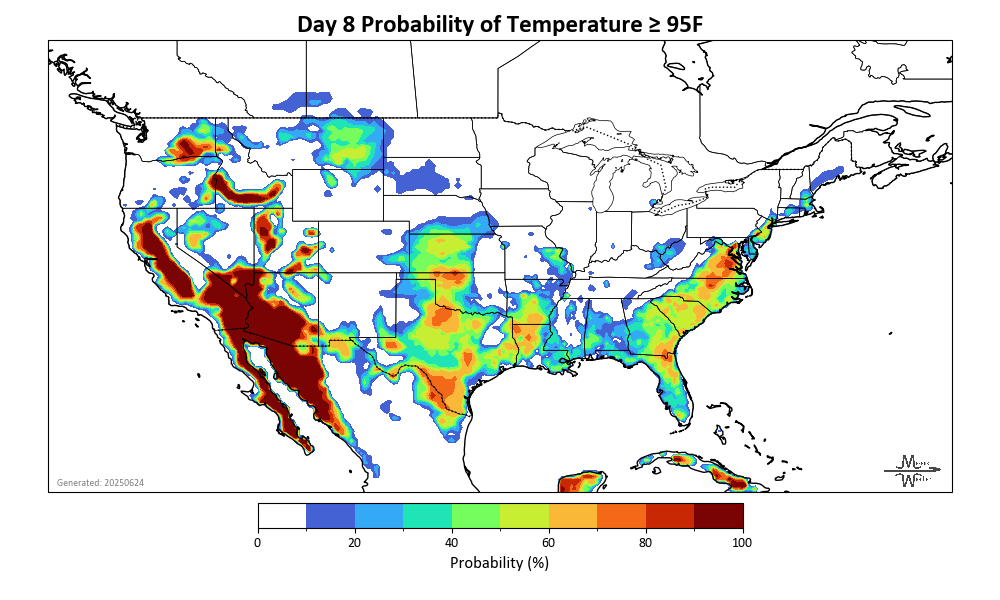 Day 8 Probability of Temperature ≥ 95F
Generated: 20250624
0 20 40 60 80 100
Probability (%)